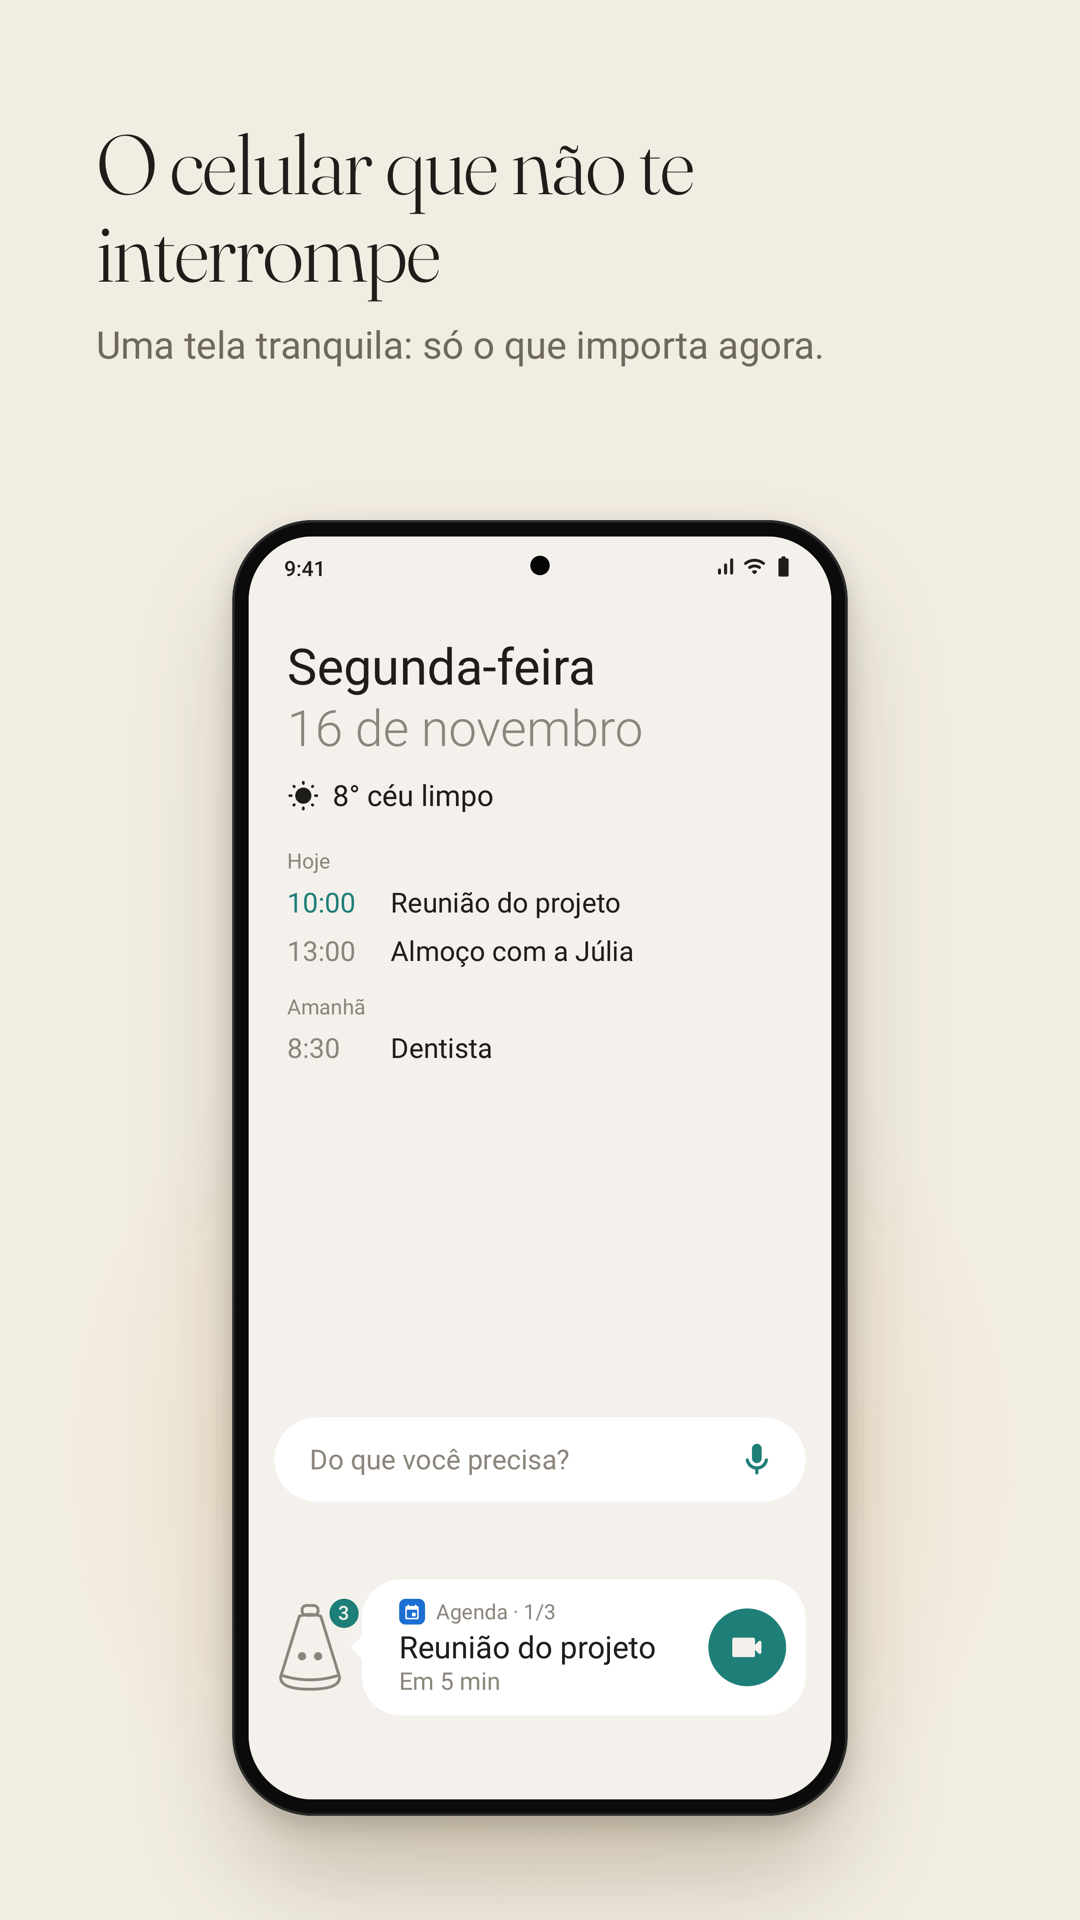 O celular que não te
interrompe
Uma tela tranquila: só o que importa agora.
9:41
Segunda-feira
16 de novembro
8° céu limpo
Hoje
10:00 Reunião do projeto
13:00 Almoço com a Júlia
Amanhã
8:30 Dentista
Do que você precisa?
3
Agenda · 1/3
Reunião do projeto
Em 5 min